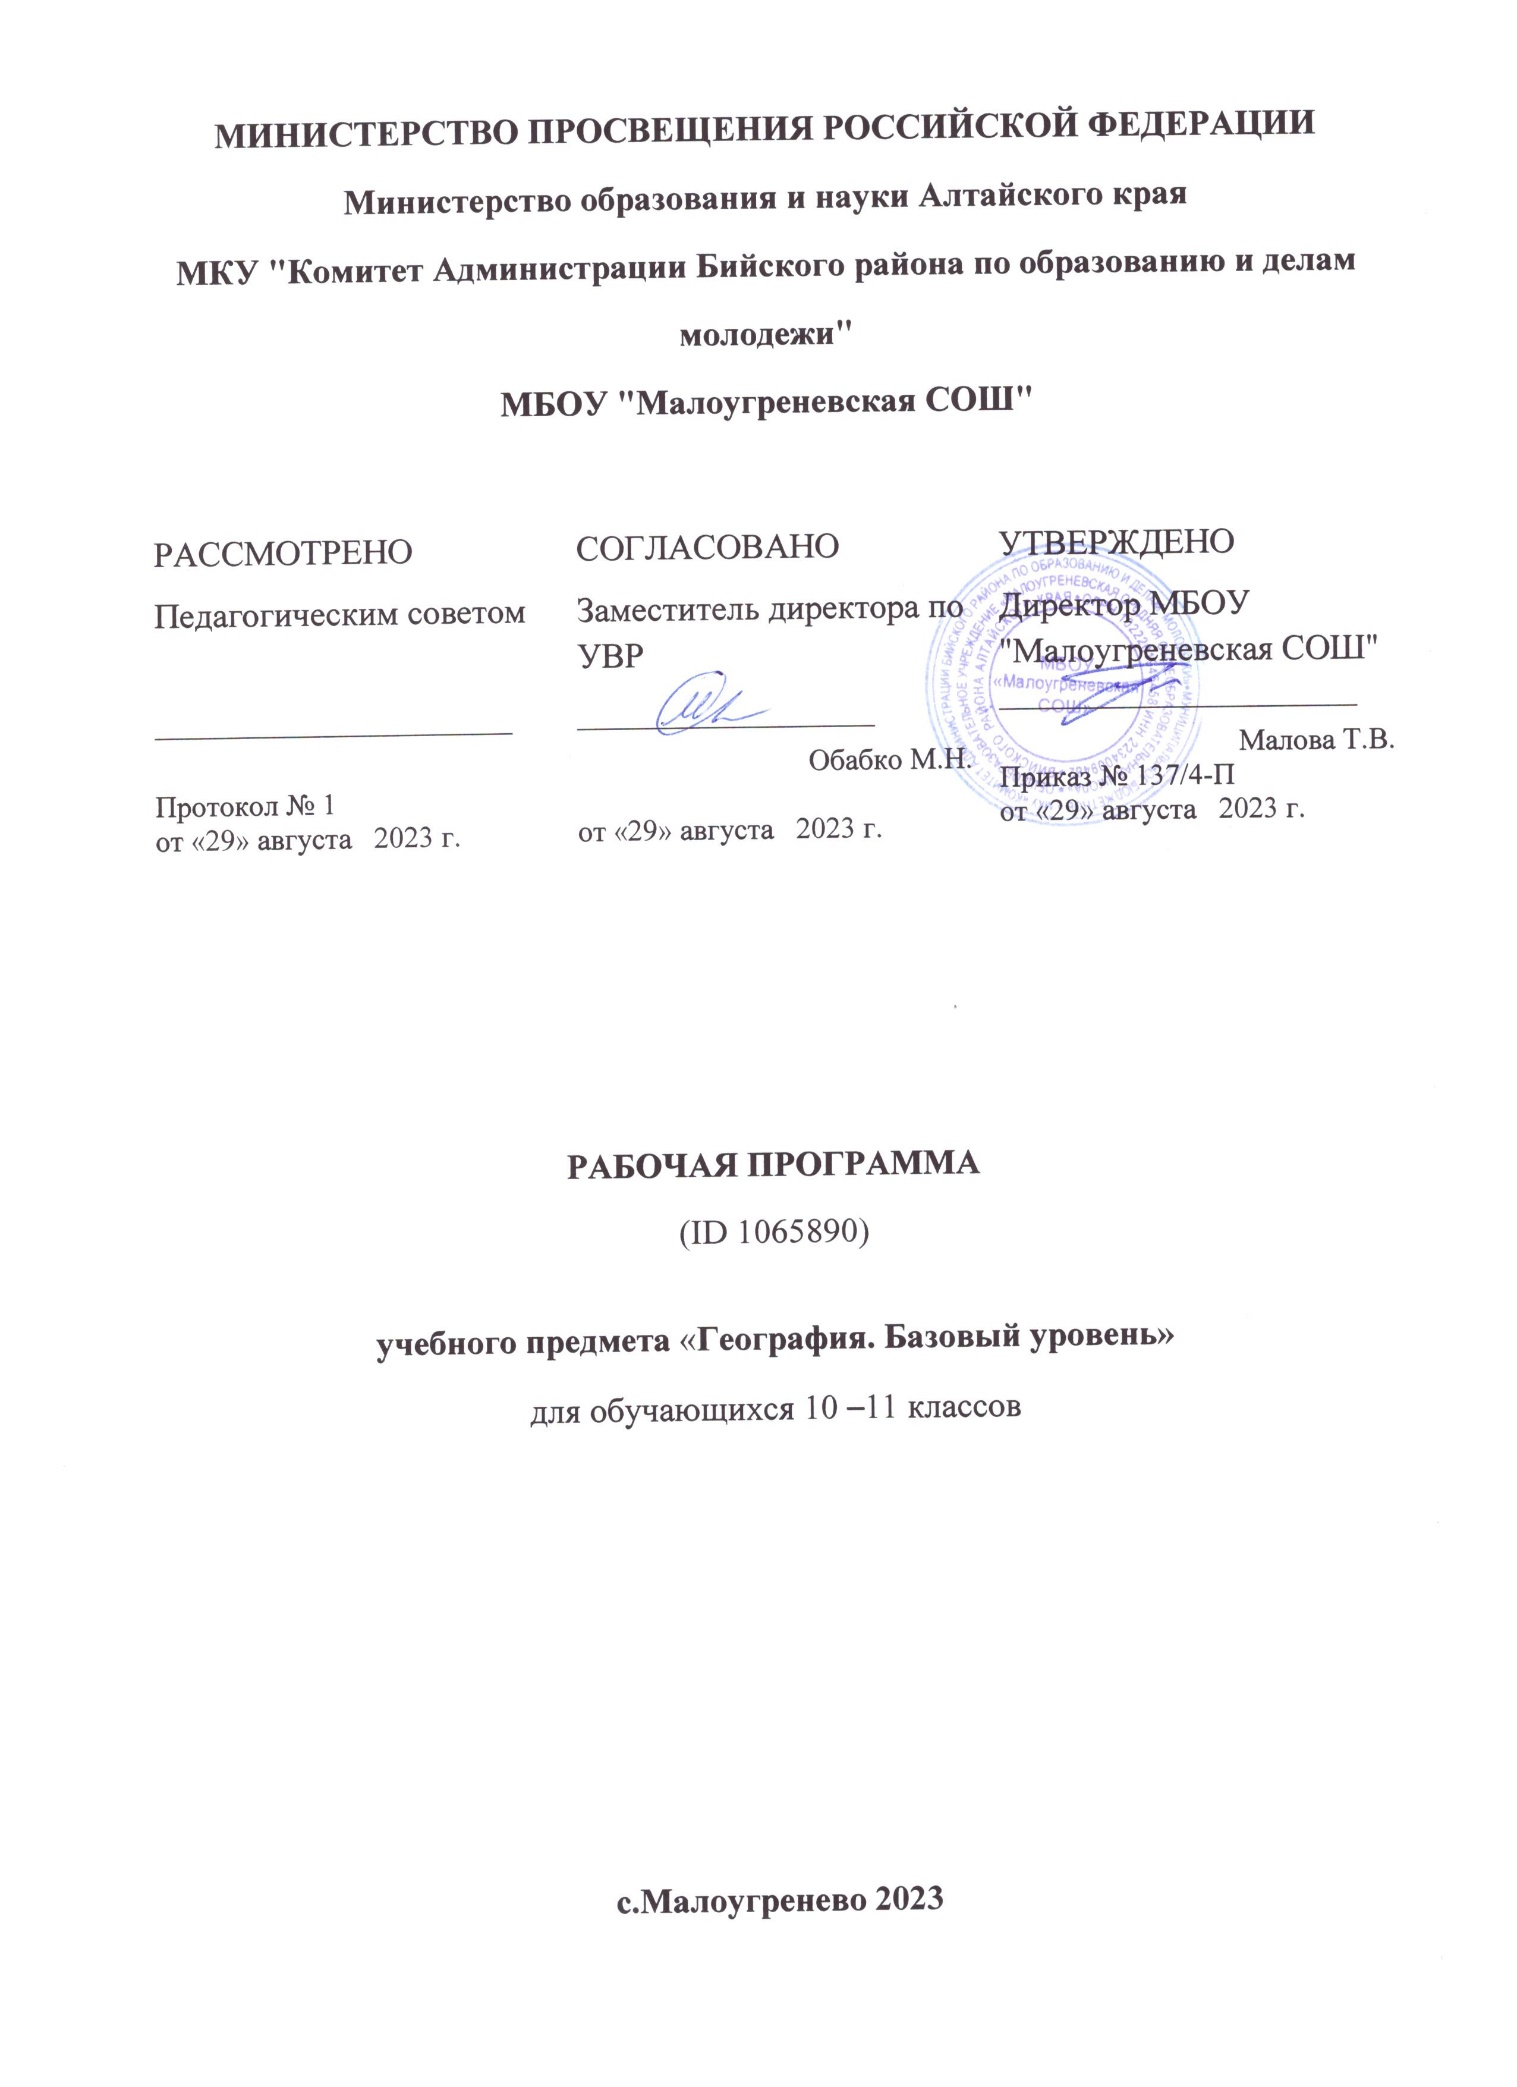 МИНИСТЕРСТВО ПРОСВЕЩЕНИЯ РОССИЙСКОЙ ФЕДЕРАЦИИ
Министерство образования и науки Алтайского края
МКУ "Комитет Администрации Бийского района по образованию и делам
молодежи"
МБОУ "Малоугреневская СОШ"
РАССМОТРЕНО
Педагогическим советом
Протокол № 1
от «29» августа 2023 г.
СОГЛАСОВАНО
Заместитель директора по
УВР
Обабко М.Н.
от «29» августа 2023 г.
УТВЕРЖДЕНО
Директор МБОУ
"Малоугреневская СОШ"
Малова Т.В.
Приказ № 137/4-П
от «29» августа 2023 г.
МБОУ
«Малоугреневская
СОШ»
РАБОЧАЯ ПРОГРАММА
(ID 1065890)
учебного предмета «География. Базовый уровень»
для обучающихся 10 –11 классов
с.Малоугренево 2023